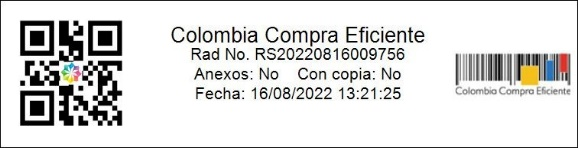 Colombia Compra Eficiente
Rad No. RS20220816009756
Anexos: No Con copia: No
Fecha: 16/08/2022 13:21:25
Colombia Compra Eficiente